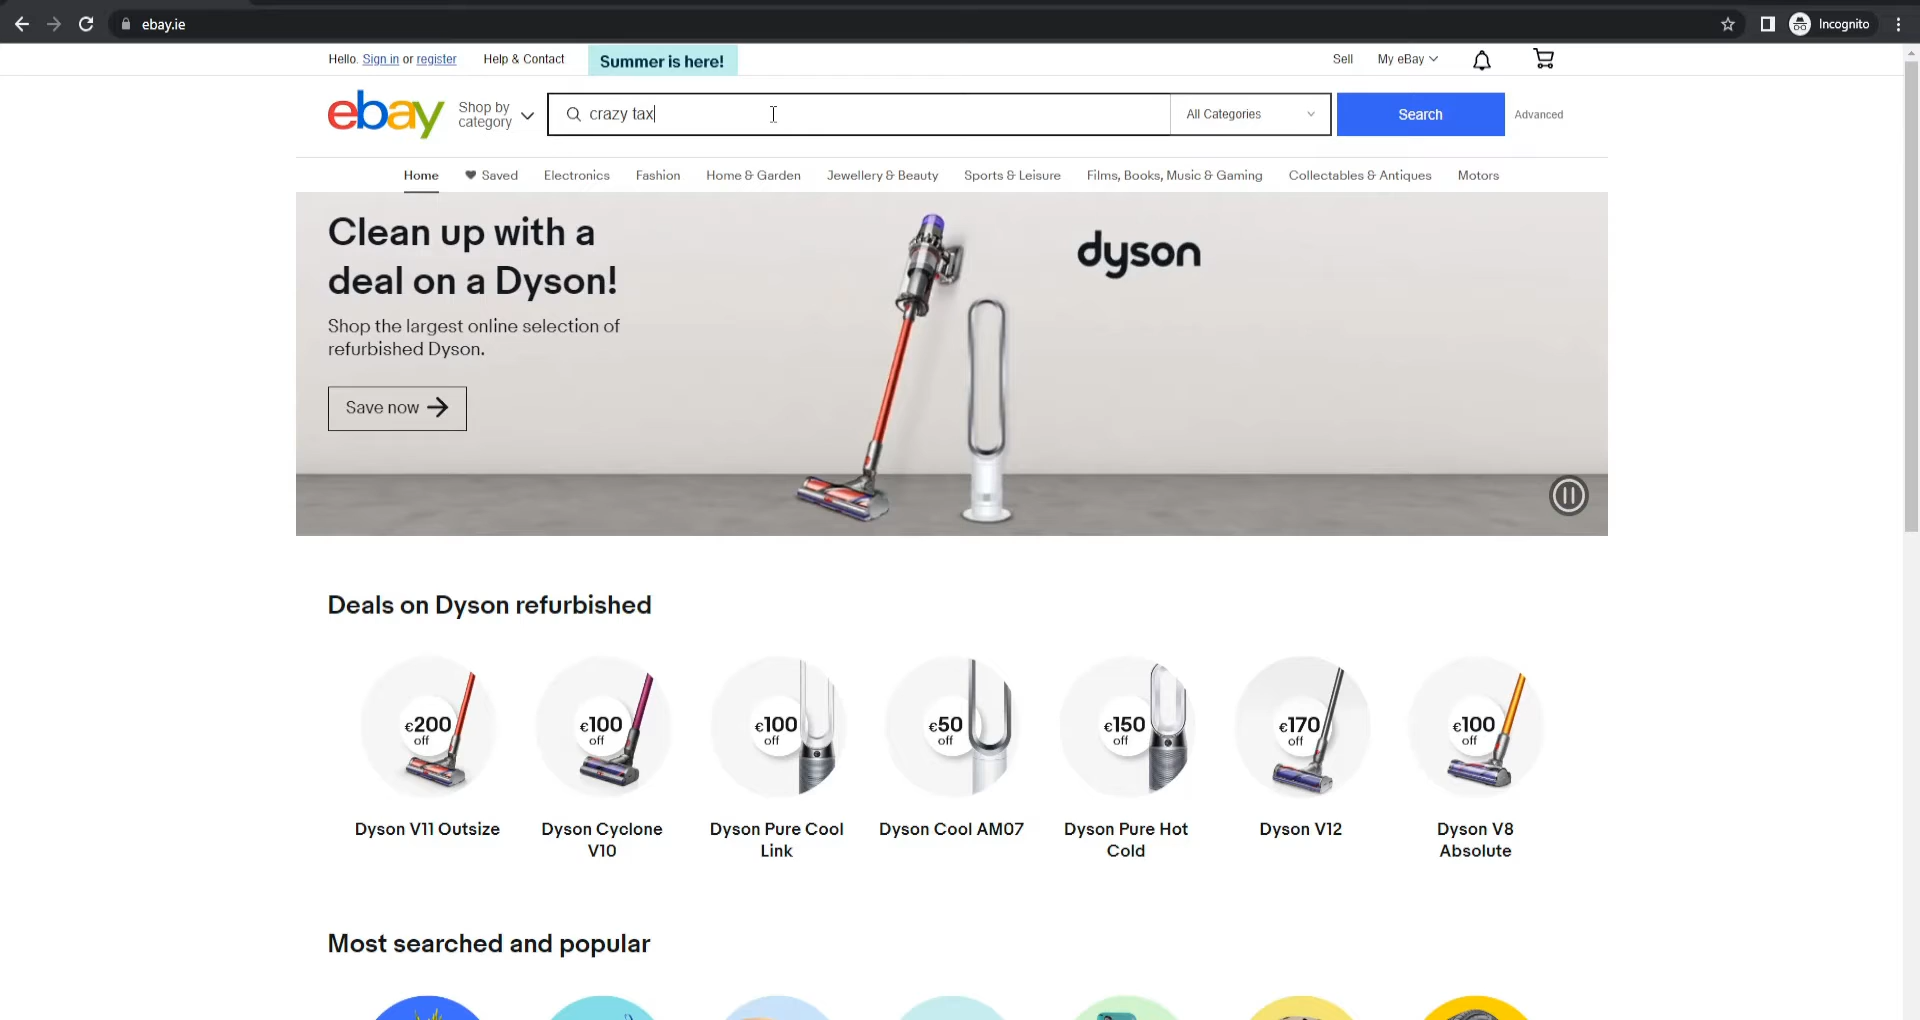 ebay.ie
Incognito
Hello. Sign in or register
Help & Contact
Summer is here!
Sell
My eBay
ebay
Shop by
category
crazy tax
All Categories
Search
Advanced
Home
Saved
Electronics
Fashion
Home & Garden
Jewellery & Beauty
Sports & Leisure
Films, Books, Music & Gaming
Collectables & Antiques
Motors
Clean up with a
deal on a Dyson!
dyson
Shop the largest online selection of
refurbished Dyson.
Save now
Deals on Dyson refurbished
€200
off
€100
off
€100
off
€50
off
€150
off
€170
off
€100
off
Dyson V11 Outsize
Dyson Cyclone
V10
Dyson Pure Cool
Link
Dyson Cool AM07
Dyson Pure Hot
Cold
Dyson V12
Dyson V8
Absolute
Most searched and popular